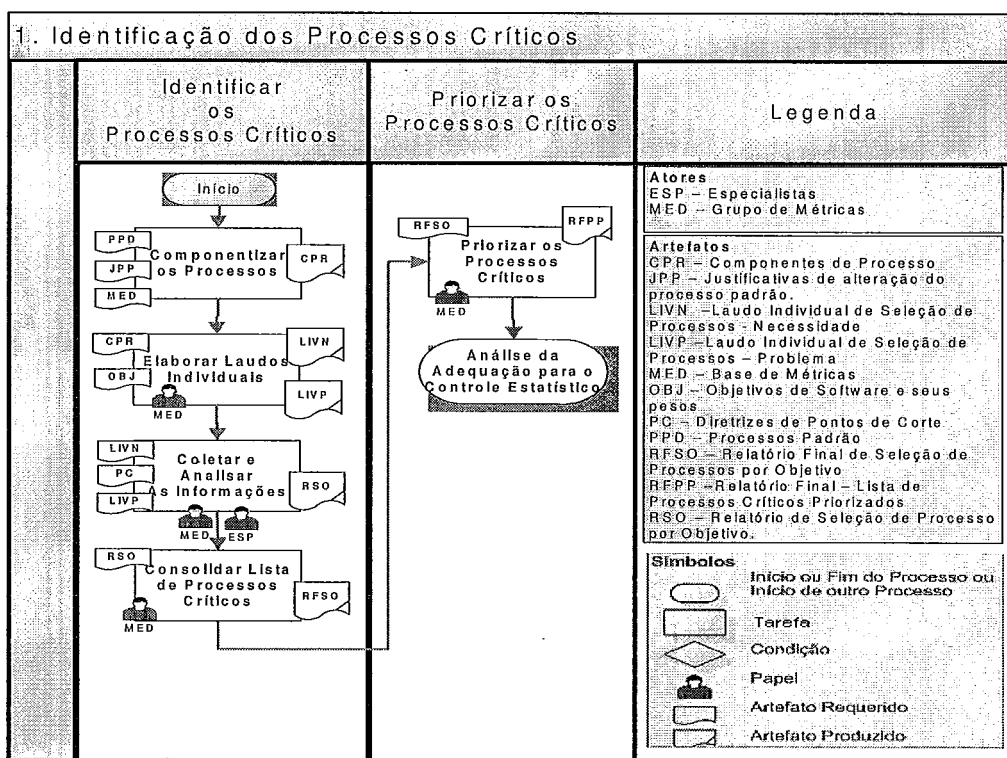 1. Identificação dos Processos Críticos
Identificar
os
Processos Críticos
Priorizar os
Processos Críticos
Legenda
Início
PPD
JPP
MED
Componentizar
os Processos
CPR
CPR
OBJ
Elaborar Laudos
Individuais
LIVN
LIVP
MED
LIVN
PC
LIVP
Coletar e
Analisar
As Informações
RSO
MED
ESP
RSO
Consolidar Lista
de Processos
Críticos
RFSO
MED
RFSO
RFPP
Priorizar os
Processos
Críticos
MED
Análise da
Adequação para o
Controle Estatístico
Atores
ESP – Especialistas
MED – Grupo de Métricas
Artefatos
CPR – Componentes de Processo
JPP – Justificativas de alteração do
processo padrão.
LIVN –Laudo Individual de Seleção de
Processos - Necessidade
LIVP –Laudo Individual de Seleção de
Processos – Problema
MED – Base de Métricas
OBJ – Objetivos de Software e seus
pesos
PC – Diretrizes de Pontos de Corte
PPD – Processos Padrão
RFSO – Relatório Final de Seleção de
Processos por Objetivo
RFPP –Relatório Final – Lista de
Processos Críticos Priorizados
RSO – Relatório de Seleção de Processo
por Objetivo.
Símbolos
Início ou Fim do Processo ou
Início de outro Processo
Tarefa
Condição
Papel
Artefato Requerido
Artefato Produzido